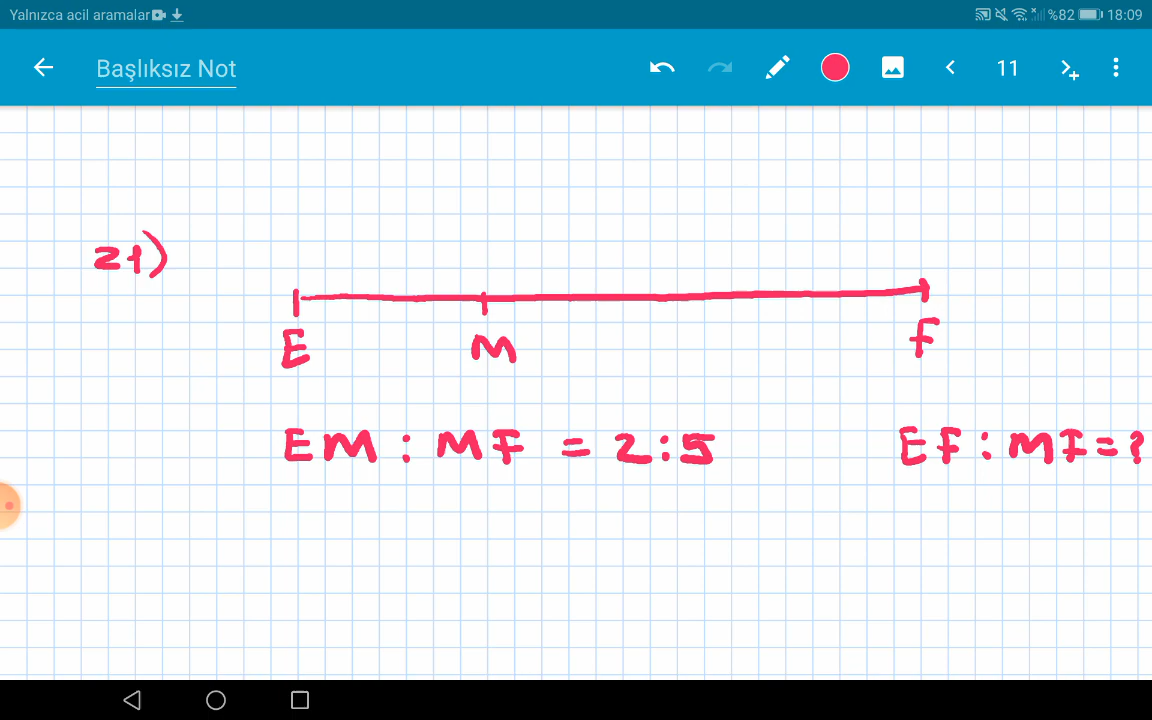 Yalnızca acil aramalar %82 18:09
Başlıksız Not 11
21)
E M F
EM : MF = 2:5 EF : MF = ?